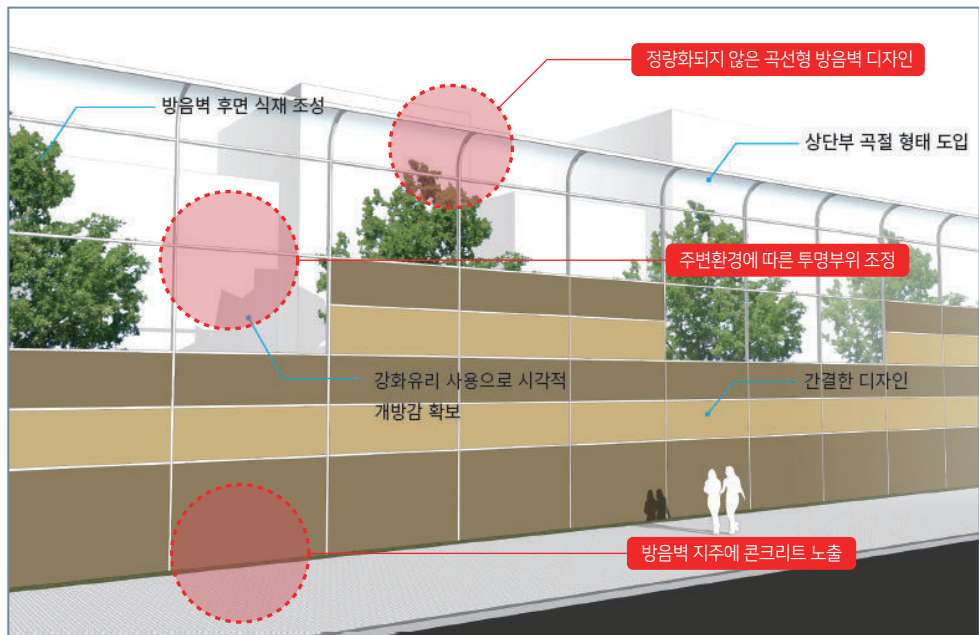 정량화되지 않은 곡선형 방음벽 디자인
방음벽 후면 식재 조성
상단부 곡절 형태 도입
주변환경에 따른 투명부위 조정
강화유리 사용으로 시각적
개방감 확보
간결한 디자인
방음벽 지주에 콘크리트 노출